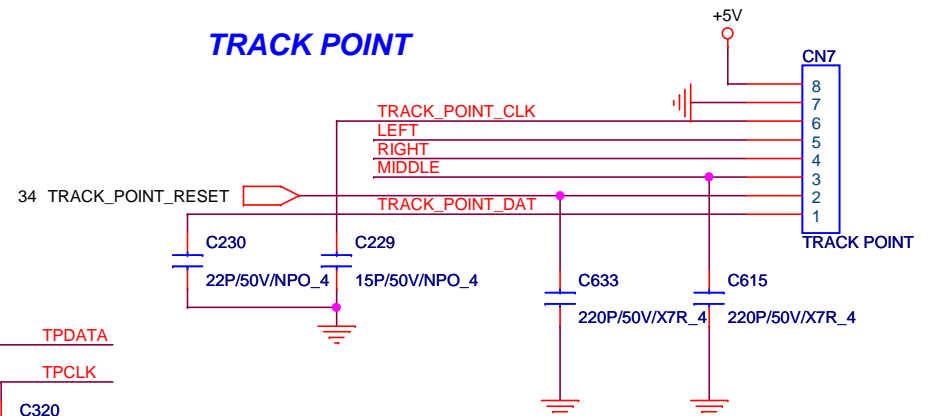 TRACK POINT
+5V
CN7
8
7
TRACK_POINT_CLK
6
LEFT
5
RIGHT
4
MIDDLE
3
34 TRACK_POINT_RESET
2
TRACK_POINT_DAT
1
TRACK POINT
C230
22P/50V/NPO_4
C229
15P/50V/NPO_4
C633
220P/50V/X7R_4
C615
220P/50V/X7R_4
TPDATA
TPCLK
C320